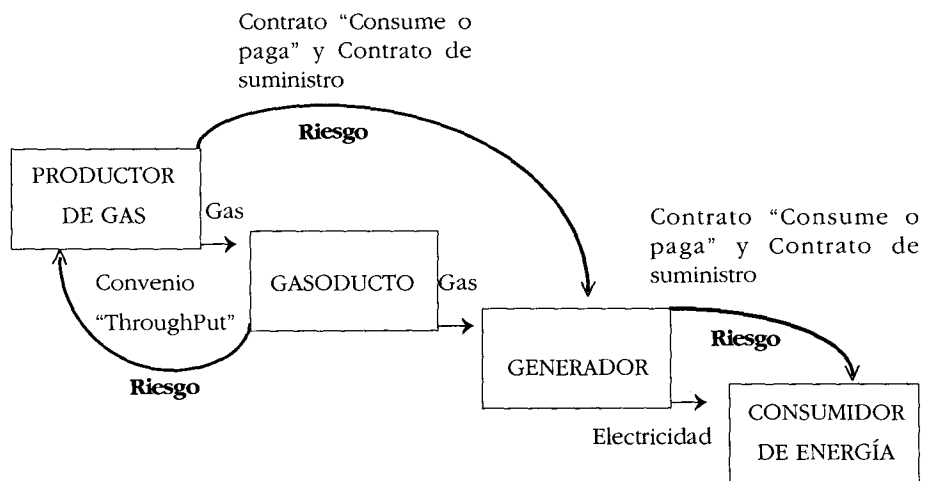 Contrato “Consume o
paga” y Contrato de
suministro
Riesgo
PRODUCTOR
DE GAS
Gas
Convenio
“ThroughPut”
Riesgo
GASODUCTO
Gas
Contrato “Consume o
paga” y Contrato de
suministro
Riesgo
GENERADOR
Electricidad
CONSUMIDOR
DE ENERGÍA